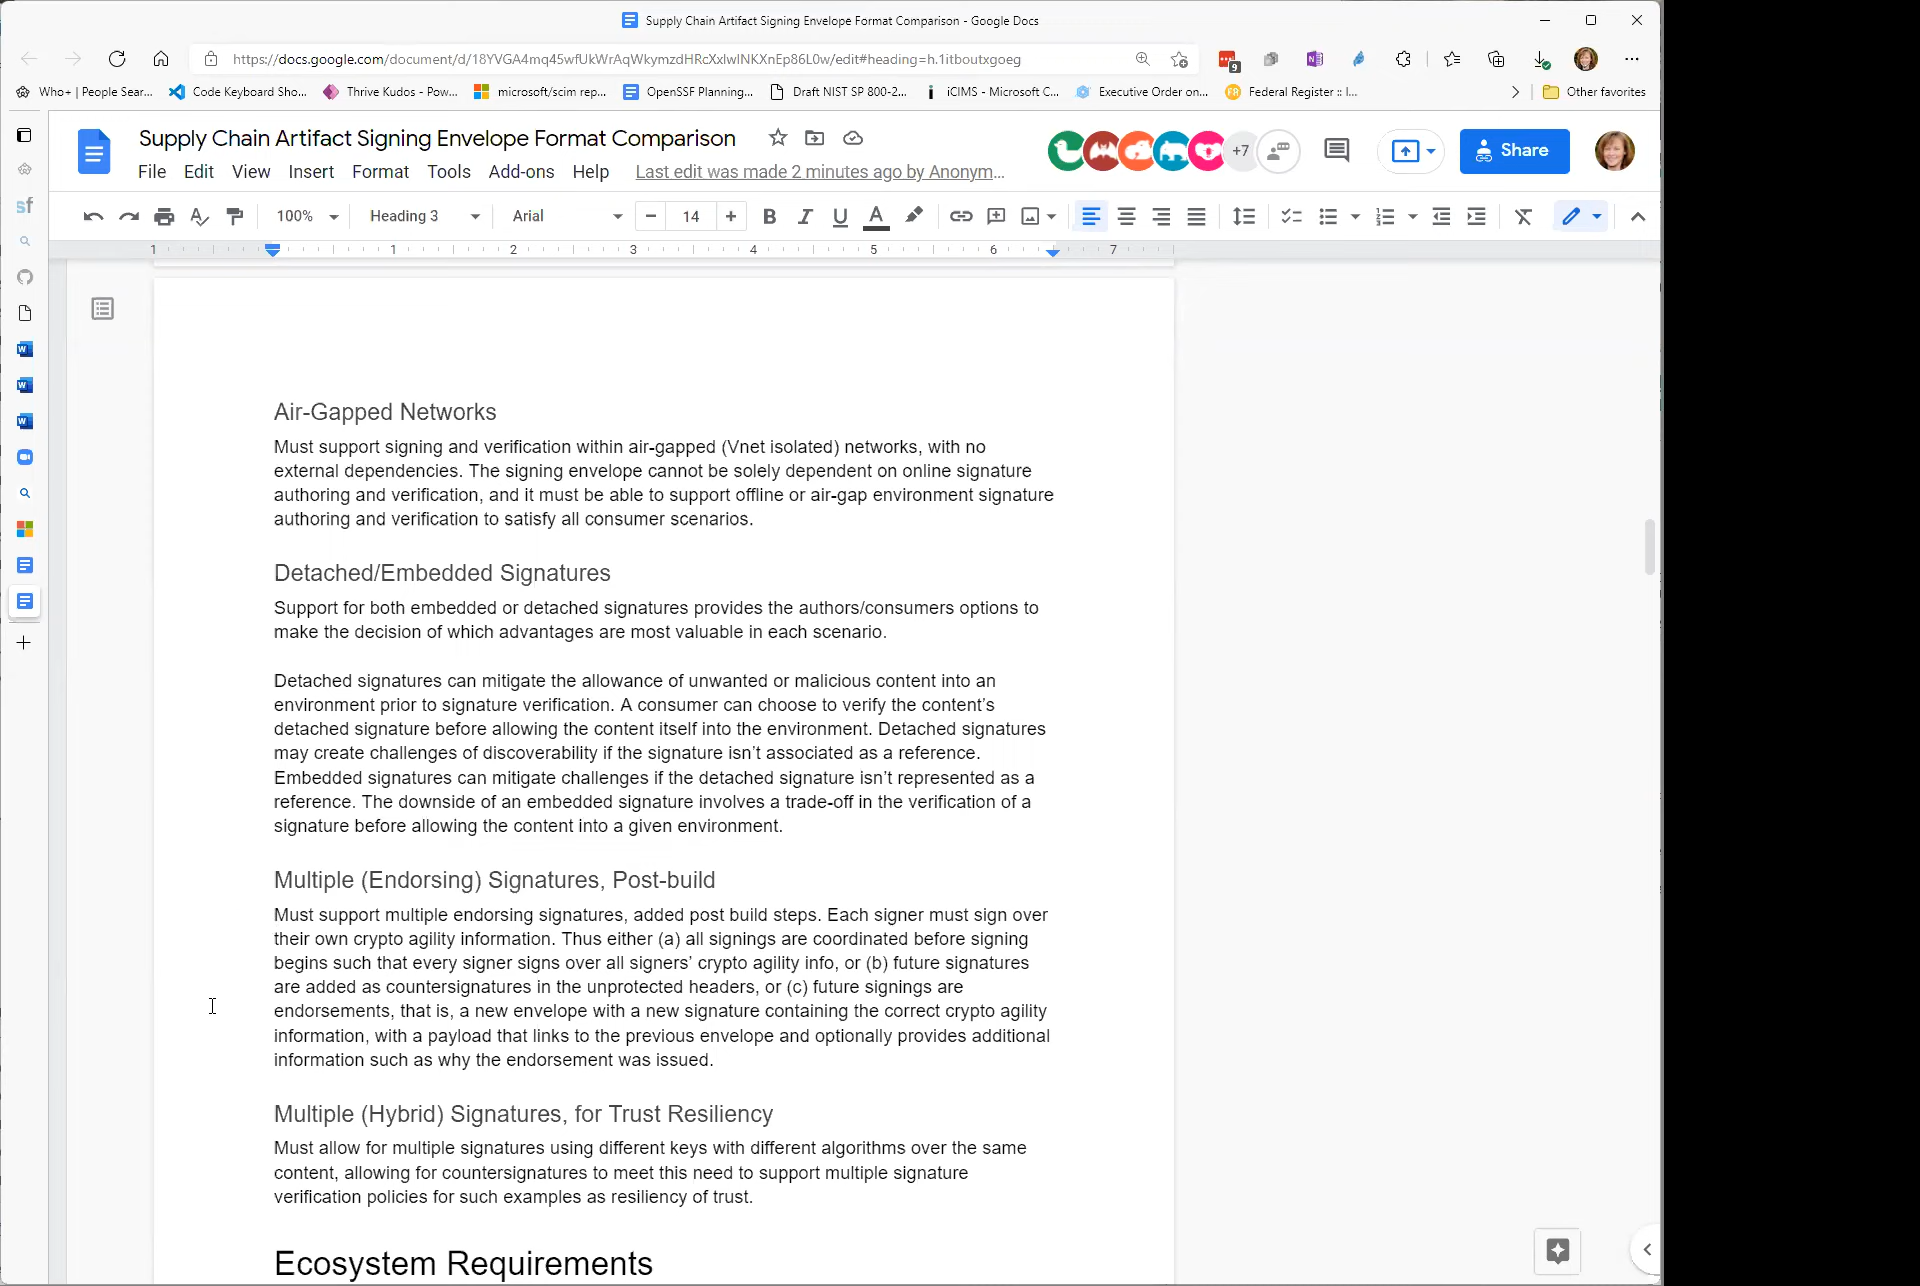 Supply Chain Artifact Signing Envelope Format Comparison - Google Docs
https://docs.google.com/document/d/18YVGA4mq45wfUkWrAqWkymzdHRcXxlwlNKXnEp86L0w/edit#heading=h.1itboutxgoeg
9
Who+ | People Sear... Code Keyboard Sho... Thrive Kudos - Pow... microsoft/scim rep... OpenSSF Planning... Draft NIST SP 800-2... iCIMS - Microsoft C... Executive Order on... FR Federal Register :: I... Other favorites
Supply Chain Artifact Signing Envelope Format Comparison
+7
Share
File Edit View Insert Format Tools Add-ons Help Last edit was made 2 minutes ago by Anonym...
sf
100% Heading 3 Arial 14 B I U A
1 1 2 3 4 5 6 7
Air-Gapped Networks
Must support signing and verification within air-gapped (Vnet isolated) networks, with no
external dependencies. The signing envelope cannot be solely dependent on online signature
authoring and verification, and it must be able to support offline or air-gap environment signature
authoring and verification to satisfy all consumer scenarios.
Detached/Embedded Signatures
Support for both embedded or detached signatures provides the authors/consumers options to
make the decision of which advantages are most valuable in each scenario.
Detached signatures can mitigate the allowance of unwanted or malicious content into an
environment prior to signature verification. A consumer can choose to verify the content’s
detached signature before allowing the content itself into the environment. Detached signatures
may create challenges of discoverability if the signature isn’t associated as a reference.
Embedded signatures can mitigate challenges if the detached signature isn’t represented as a
reference. The downside of an embedded signature involves a trade-off in the verification of a
signature before allowing the content into a given environment.
Multiple (Endorsing) Signatures, Post-build
Must support multiple endorsing signatures, added post build steps. Each signer must sign over
their own crypto agility information. Thus either (a) all signings are coordinated before signing
begins such that every signer signs over all signers’ crypto agility info, or (b) future signatures
are added as countersignatures in the unprotected headers, or (c) future signings are
endorsements, that is, a new envelope with a new signature containing the correct crypto agility
information, with a payload that links to the previous envelope and optionally provides additional
information such as why the endorsement was issued.
Multiple (Hybrid) Signatures, for Trust Resiliency
Must allow for multiple signatures using different keys with different algorithms over the same
content, allowing for countersignatures to meet this need to support multiple signature
verification policies for such examples as resiliency of trust.
Ecosystem Requirements